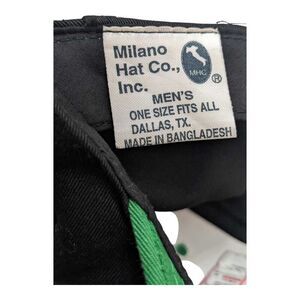 Milano
Hat Co.,
Inc.
MHC
®
MEN'S
ONE SIZE FITS ALL
DALLAS, TX.
MADE IN BANGLADESH